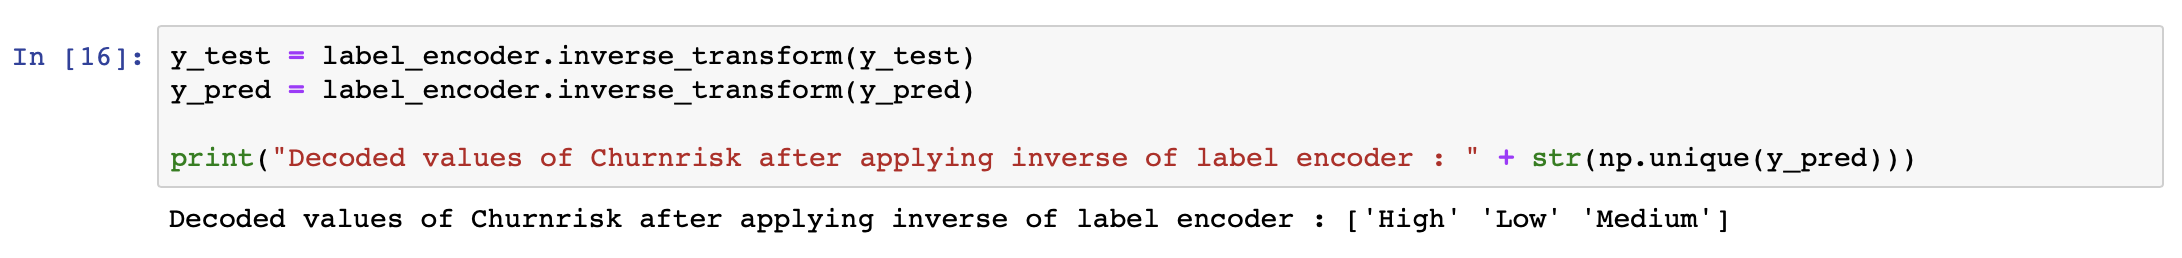 In [16]: y_test = label_encoder.inverse_transform(y_test)
y_pred = label_encoder.inverse_transform(y_pred)
print("Decoded values of Churnrisk after applying inverse of label encoder : " + str(np.unique(y_pred)))
Decoded values of Churnrisk after applying inverse of label encoder : ['High' 'Low' 'Medium']